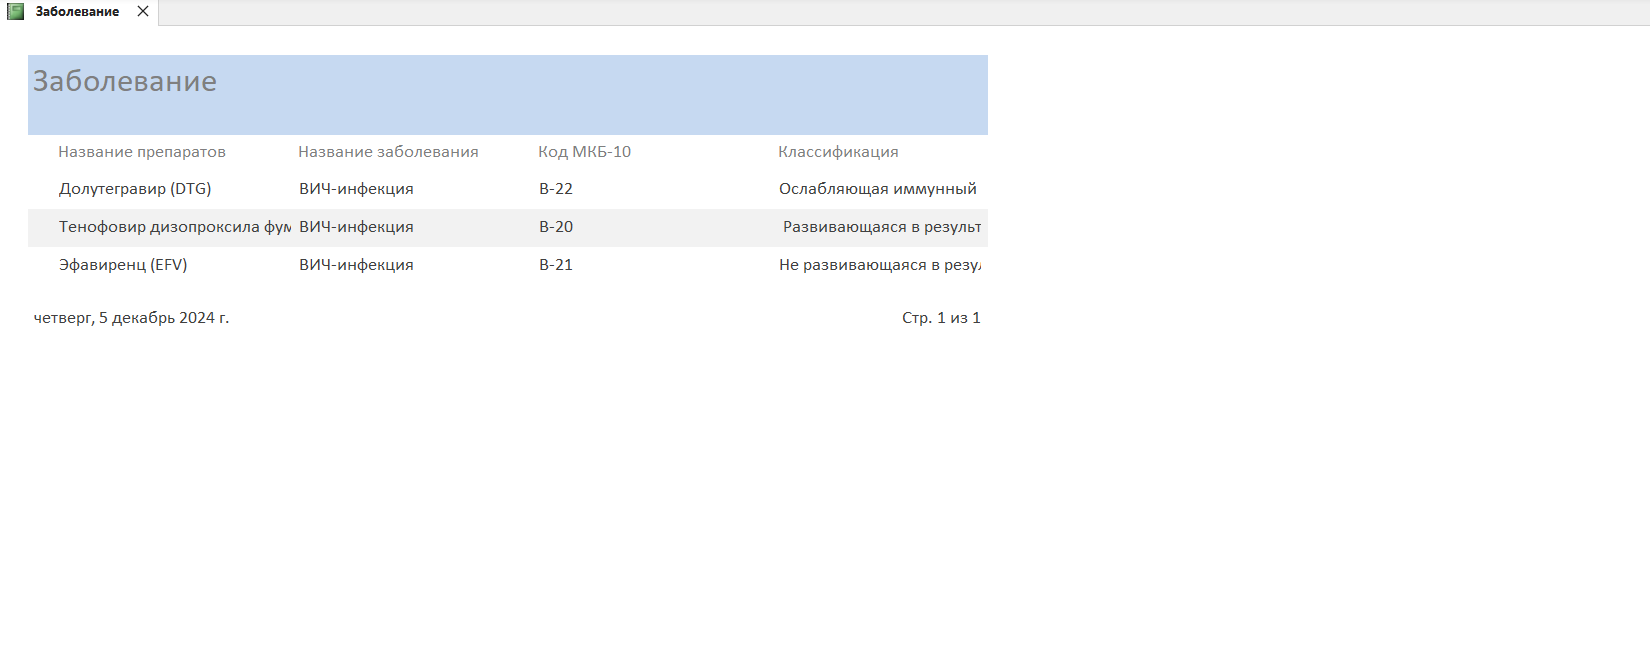 Заболевание
Заболевание
Название препаратов Название заболевания Код МКБ-10 Классификация
Долутегравир (DTG) ВИЧ-инфекция B-22 Ослабляющая иммунный
Тенофовир дизопроксила фум ВИЧ-инфекция B-20 Развивающаяся в результ
Эфавиренц (EFV) ВИЧ-инфекция B-21 Не развивающаяся в резул
четверг, 5 декабрь 2024 г. Стр. 1 из 1